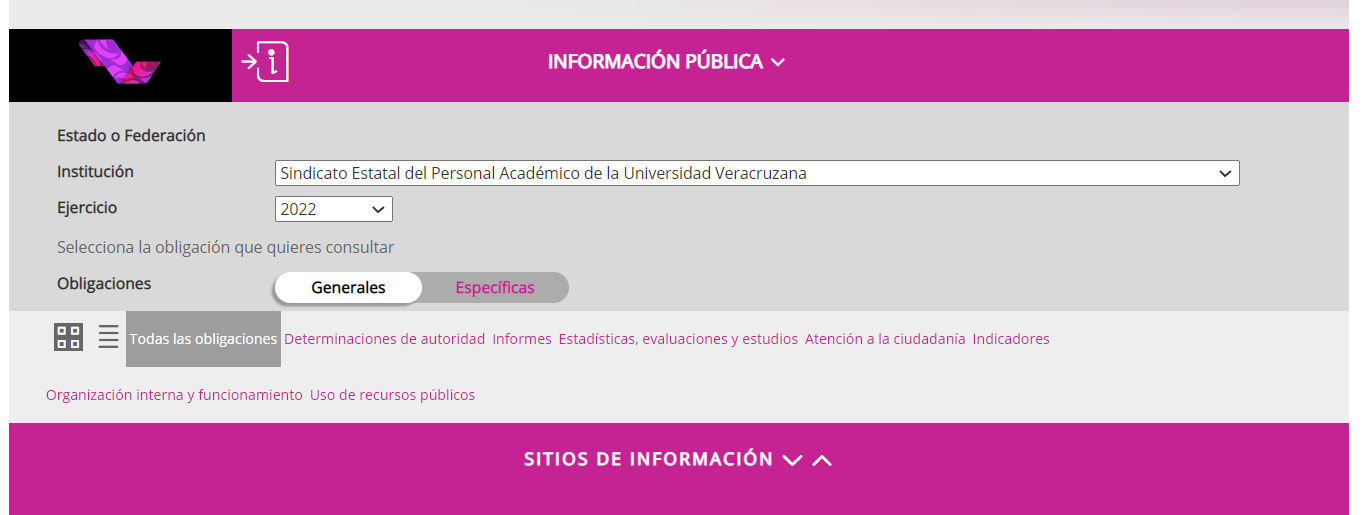 INFORMACIÓN PÚBLICA
Estado o Federación
Institución Sindicato Estatal del Personal Académico de la Universidad Veracruzana
Ejercicio 2022
Selecciona la obligación que quieres consultar
Obligaciones Generales Específicas
Todas las obligaciones Determinaciones de autoridad Informes Estadísticas, evaluaciones y estudios Atención a la ciudadanía Indicadores
Organización interna y funcionamiento Uso de recursos públicos
SITIOS DE INFORMACIÓN